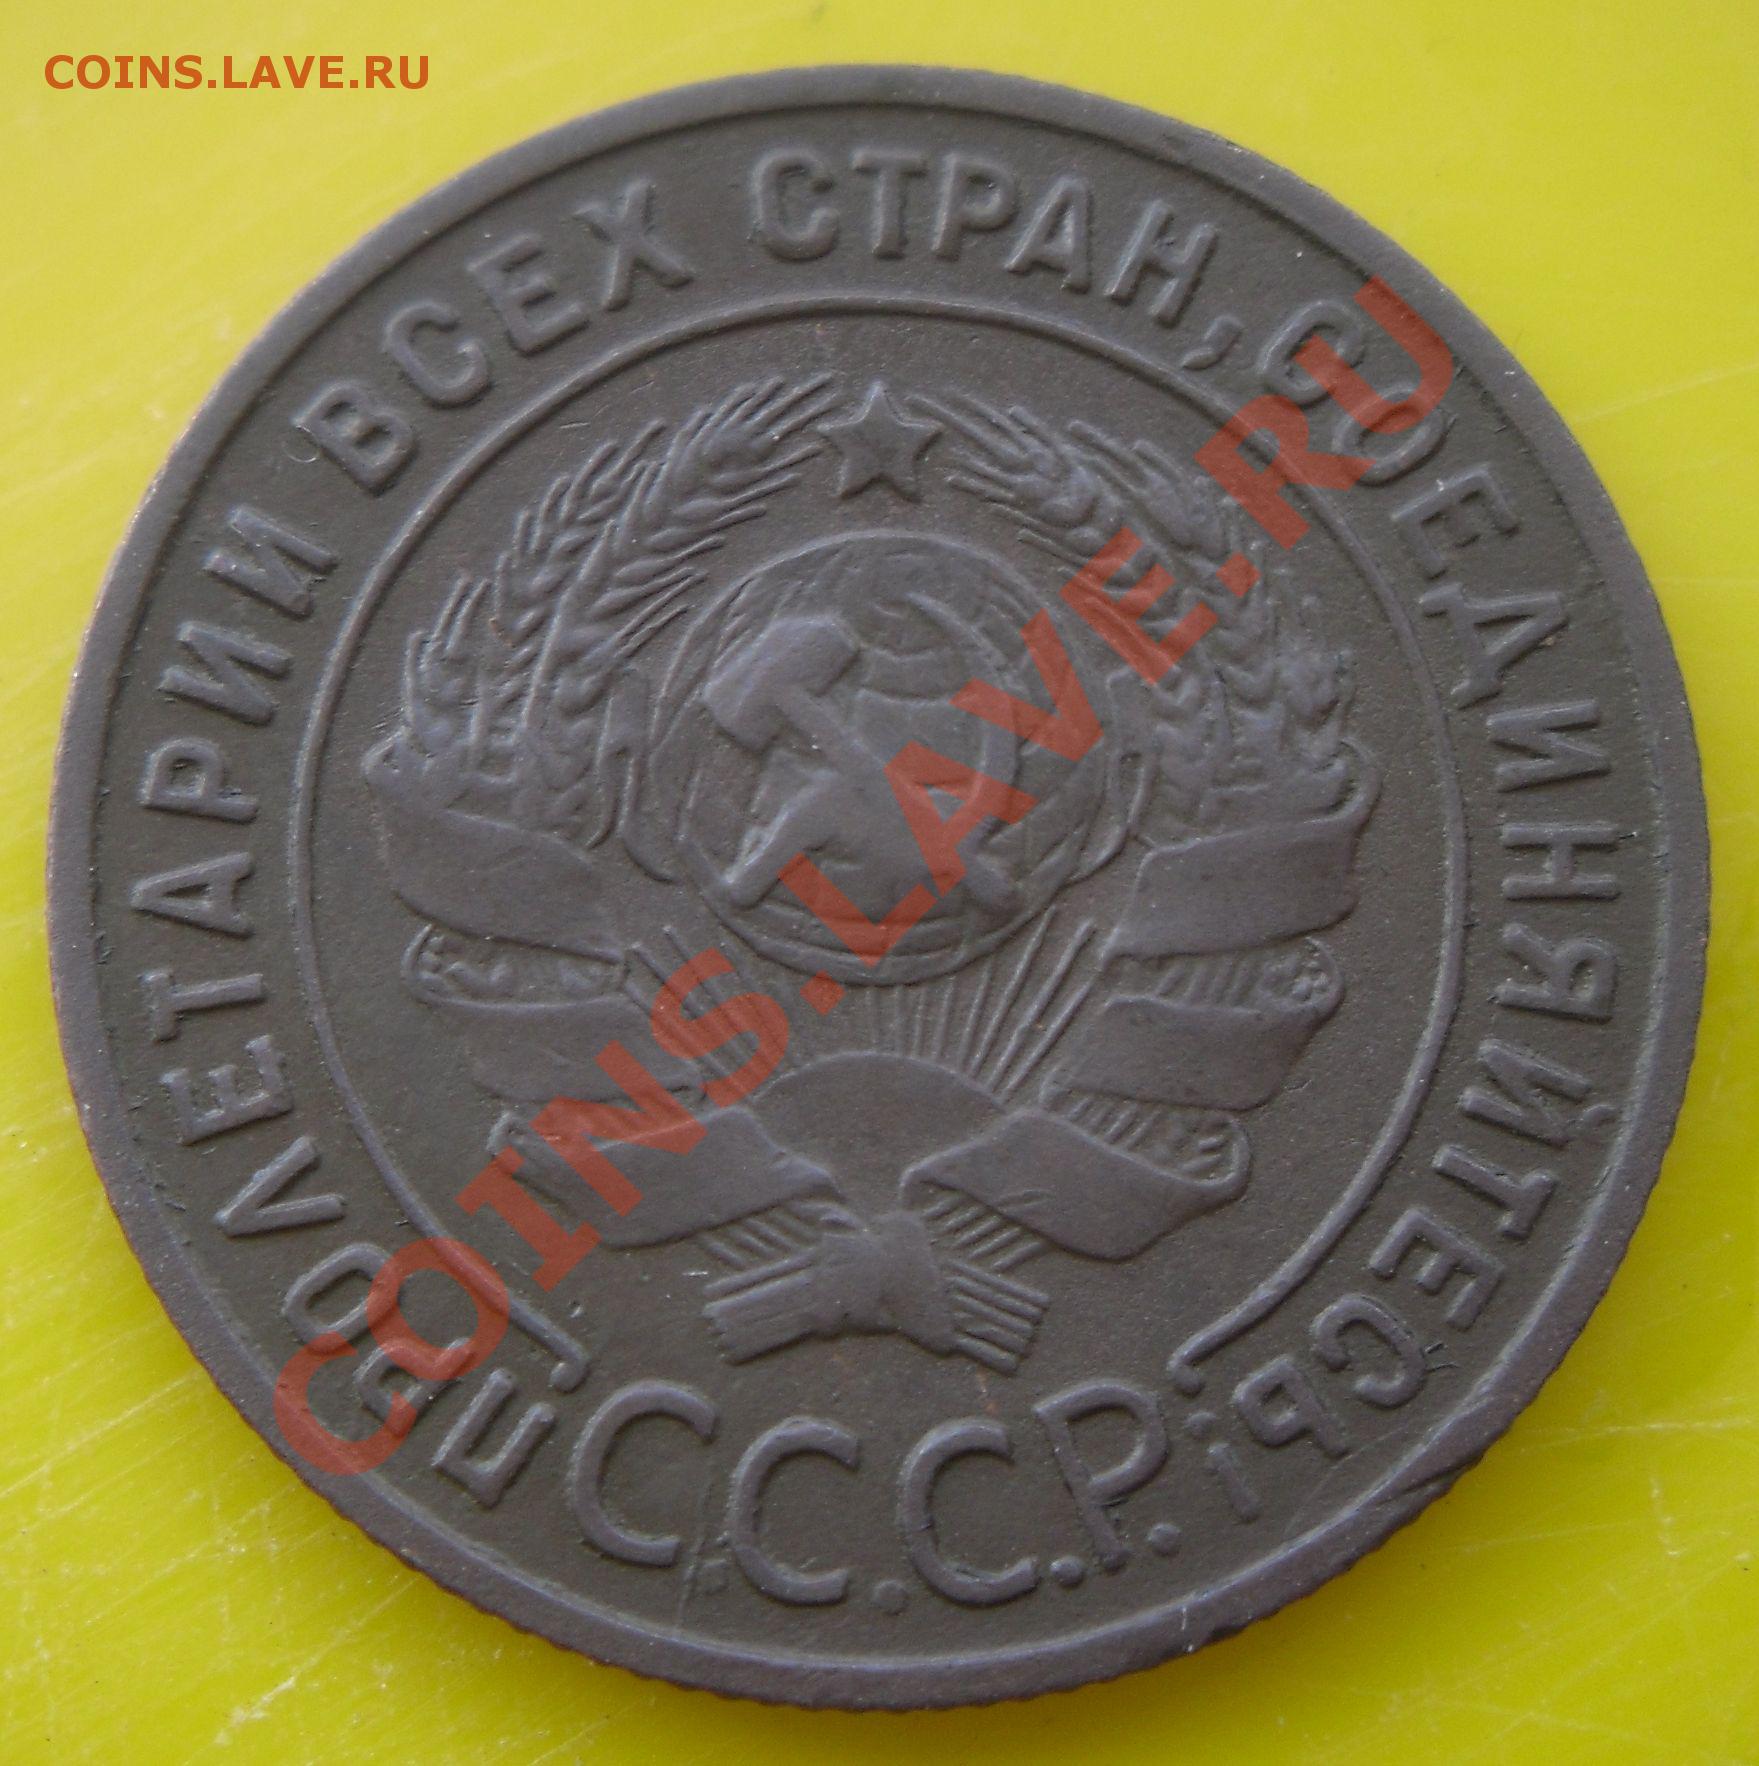 COINS.LAVE.RU
ПРОЛЕТАРИИ ВСЕХ СТРАН, СОЕДИНЯЙТЕСЬ!
С.С.С.Р.
COINS.LAVE.RU